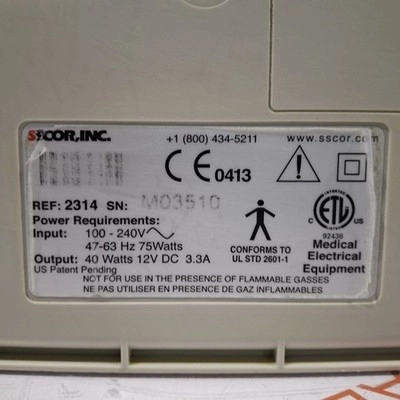 SSCOR, INC.
+1 (800) 434-5211
www.sscor.com
CE 0413
REF: 2314 SN: M03510
Power Requirements:
Input: 100 - 240V
47-63 Hz 75Watts
Output: 40 Watts 12V DC 3.3A
US Patent Pending
CONFORMS TO
UL STD 2601-1
ETL
92436
Medical
Electrical
Equipment
NOT FOR USE IN THE PRESENCE OF FLAMMABLE GASSES
NE PAS UTILISER EN PRESENCE DE GAZ INFLAMMABLES